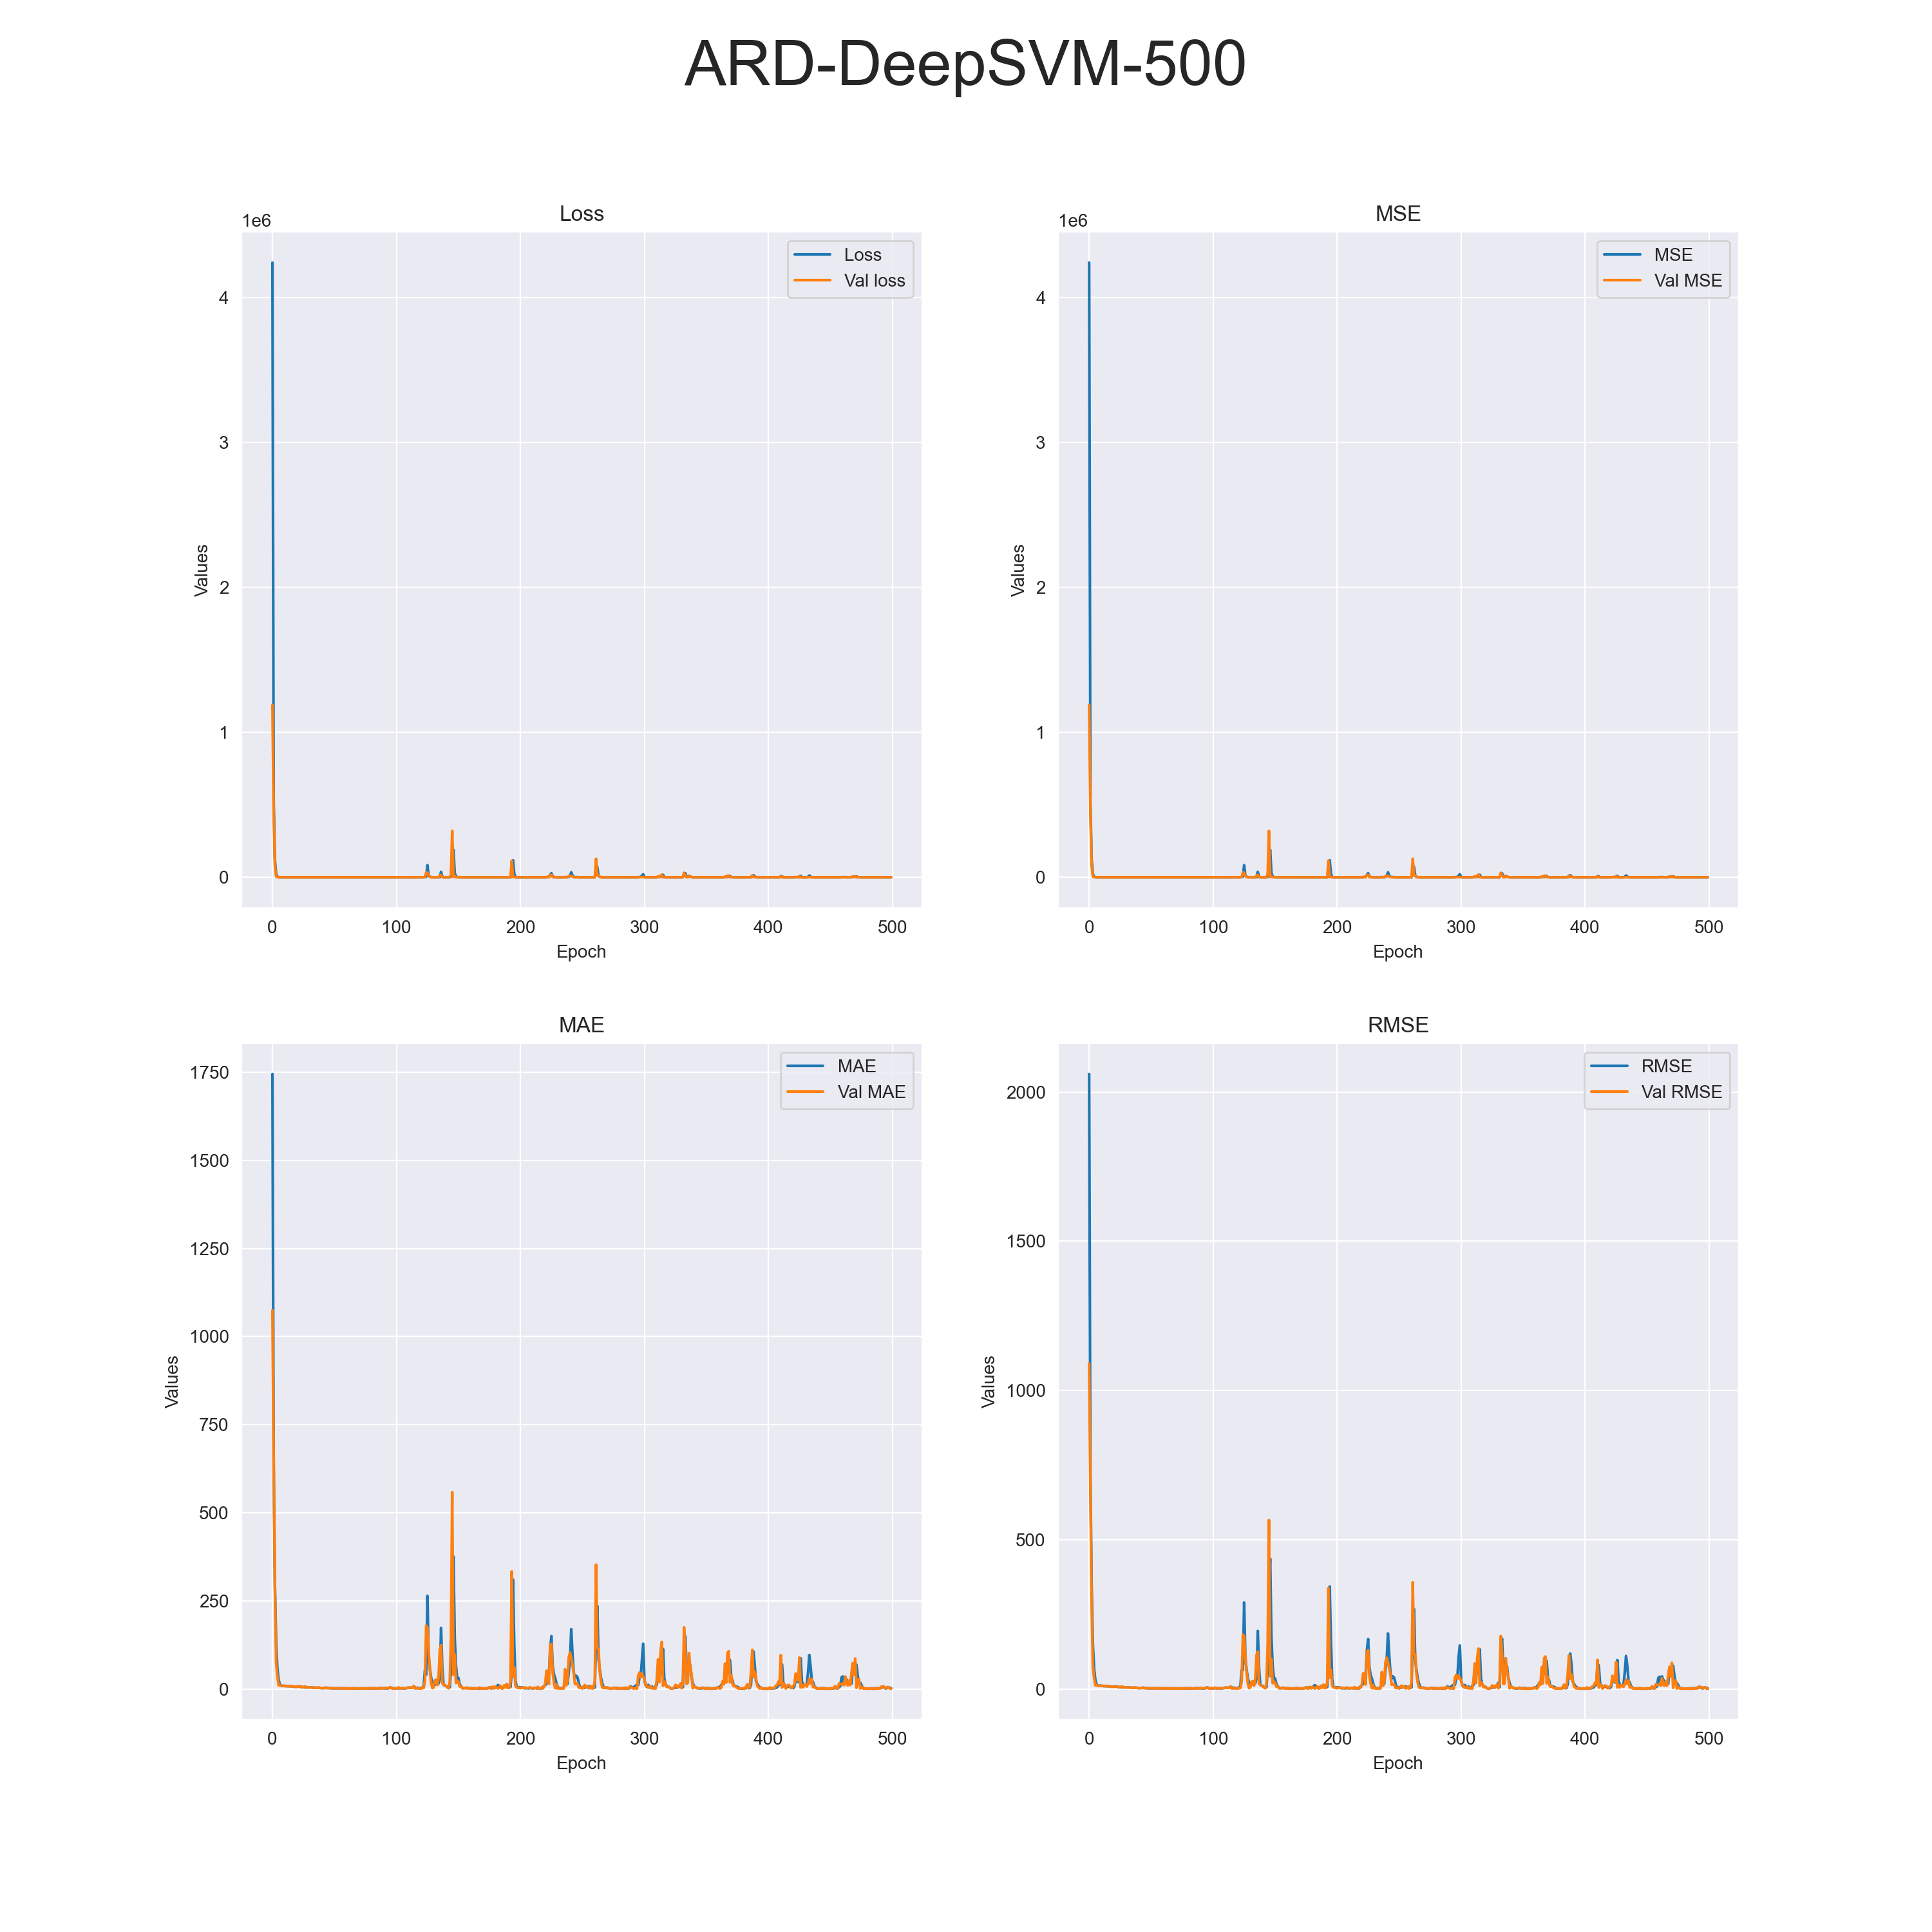 ARD-DeepSVM-500
Loss
1e6
Loss
Val loss
4
3
2
1
0
Values
0 100 200 300 400 500
Epoch
MSE
1e6
MSE
Val MSE
4
3
2
1
0
Values
0 100 200 300 400 500
Epoch
MAE
MAE
Val MAE
1750
1500
1250
1000
750
500
250
0
Values
0 100 200 300 400 500
Epoch
RMSE
RMSE
Val RMSE
2000
1500
1000
500
0
Values
0 100 200 300 400 500
Epoch